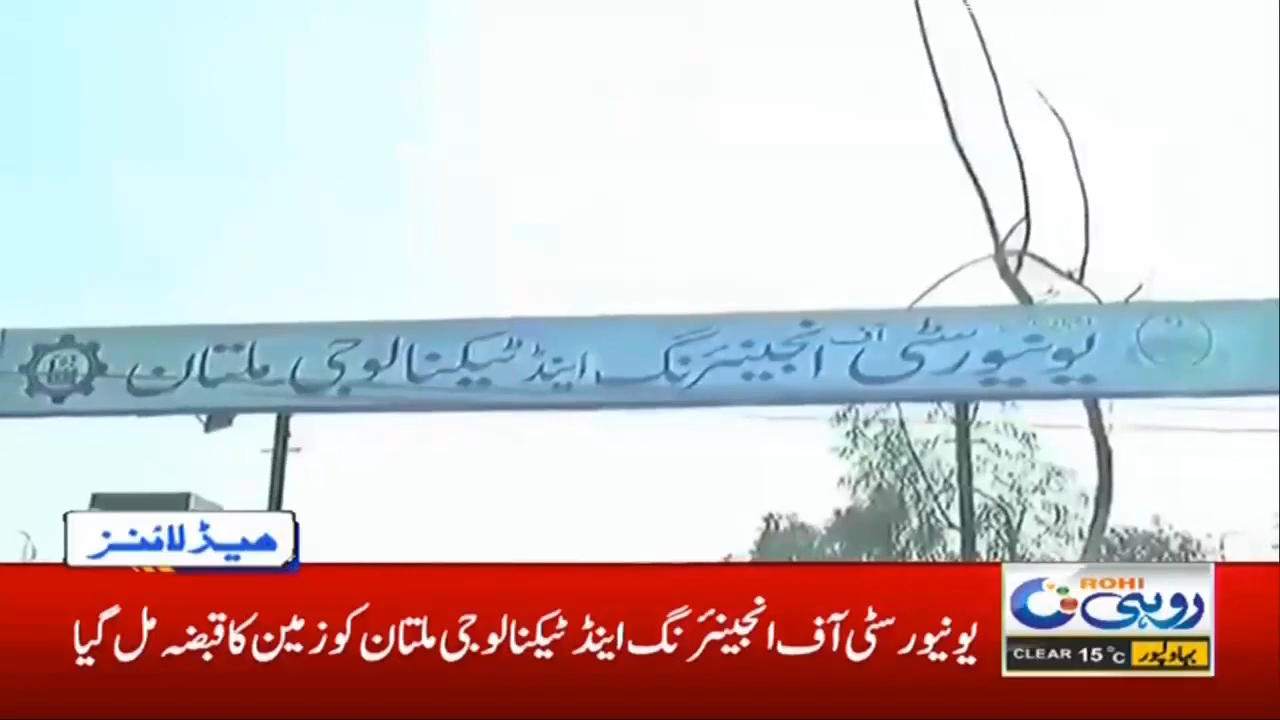 یونیورسٹی آف انجینئرنگ اینڈ ٹیکنالوجی ملتان
ھیڈ لائنز
یونیورسٹی آف انجینئرنگ اینڈ ٹیکنالوجی ملتان کو زمین کا قبضہ مل گیا
ROHI
روہی
CLEAR 15°C بہاولپور